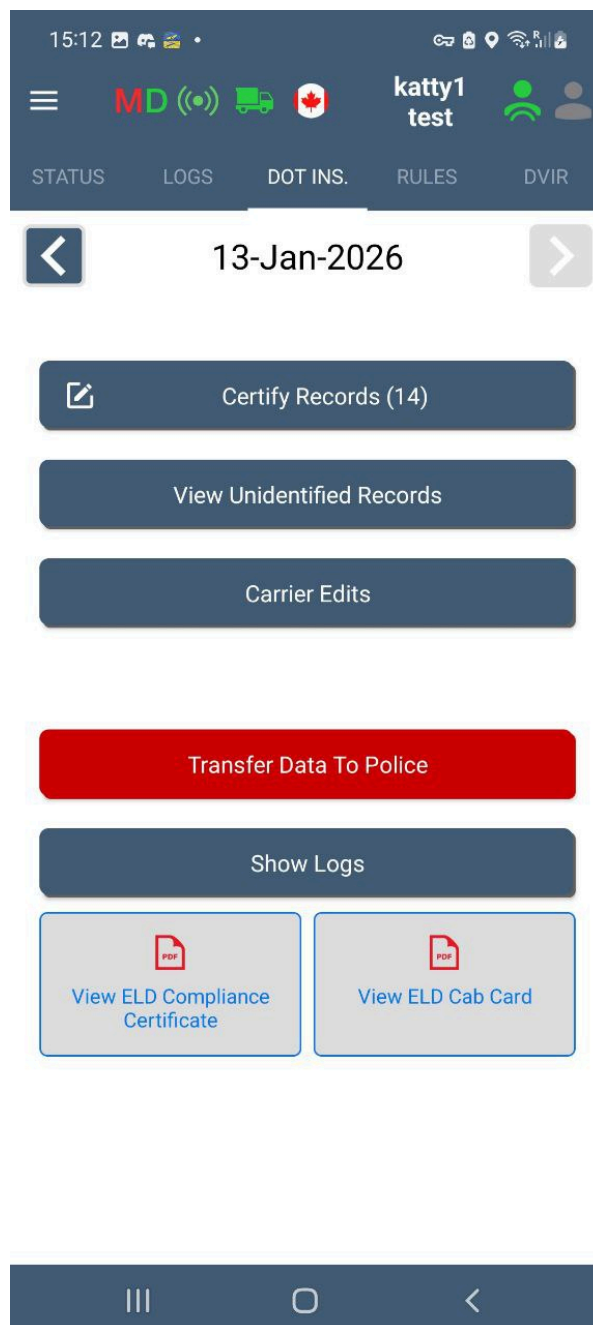 15:12
MD
katty1
test
STATUS LOGS DOT INS. RULES DVIR
13-Jan-2026
Certify Records (14)
View Unidentified Records
Carrier Edits
Transfer Data To Police
Show Logs
PDF PDF
View ELD Compliance
Certificate
View ELD Cab Card